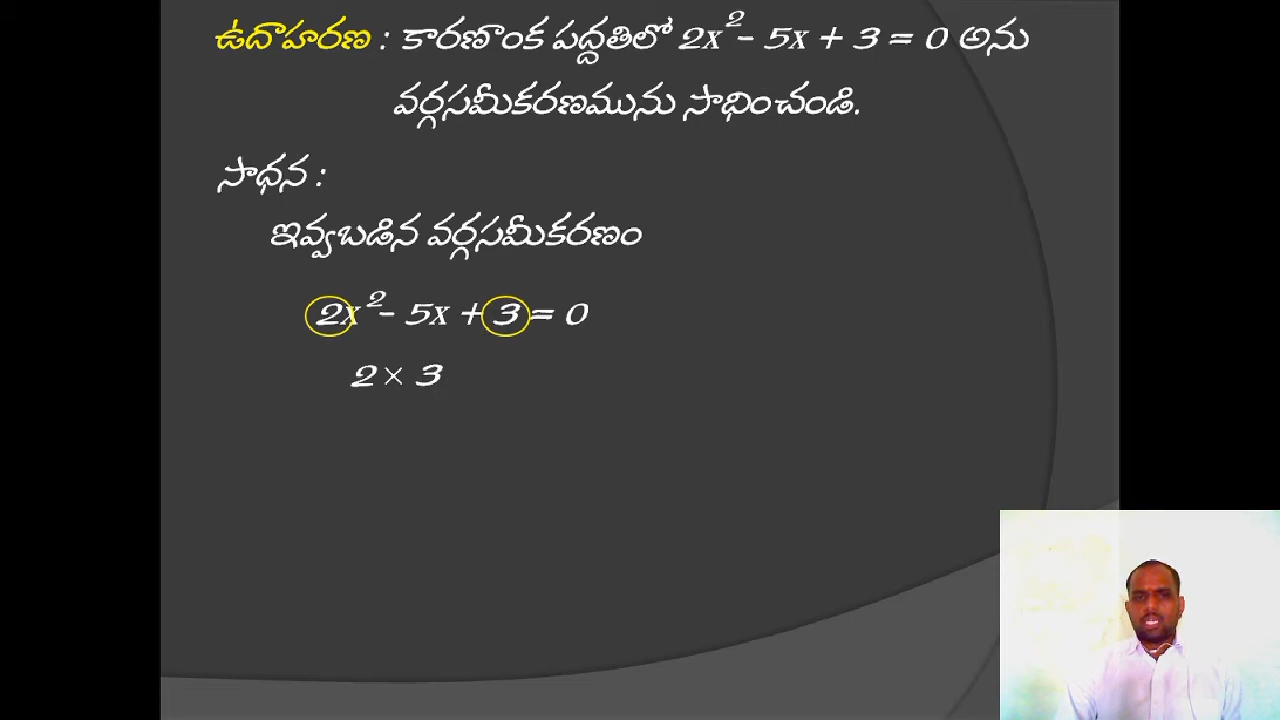 ఉదాహరణ : కారణాంక పద్దతిలో 2x² - 5x + 3 = 0 అను
వర్గసమీకరణమును సాధించండి.
సాధన :
ఇవ్వబడిన వర్గసమీకరణం
2x² - 5x + 3 = 0
2 × 3